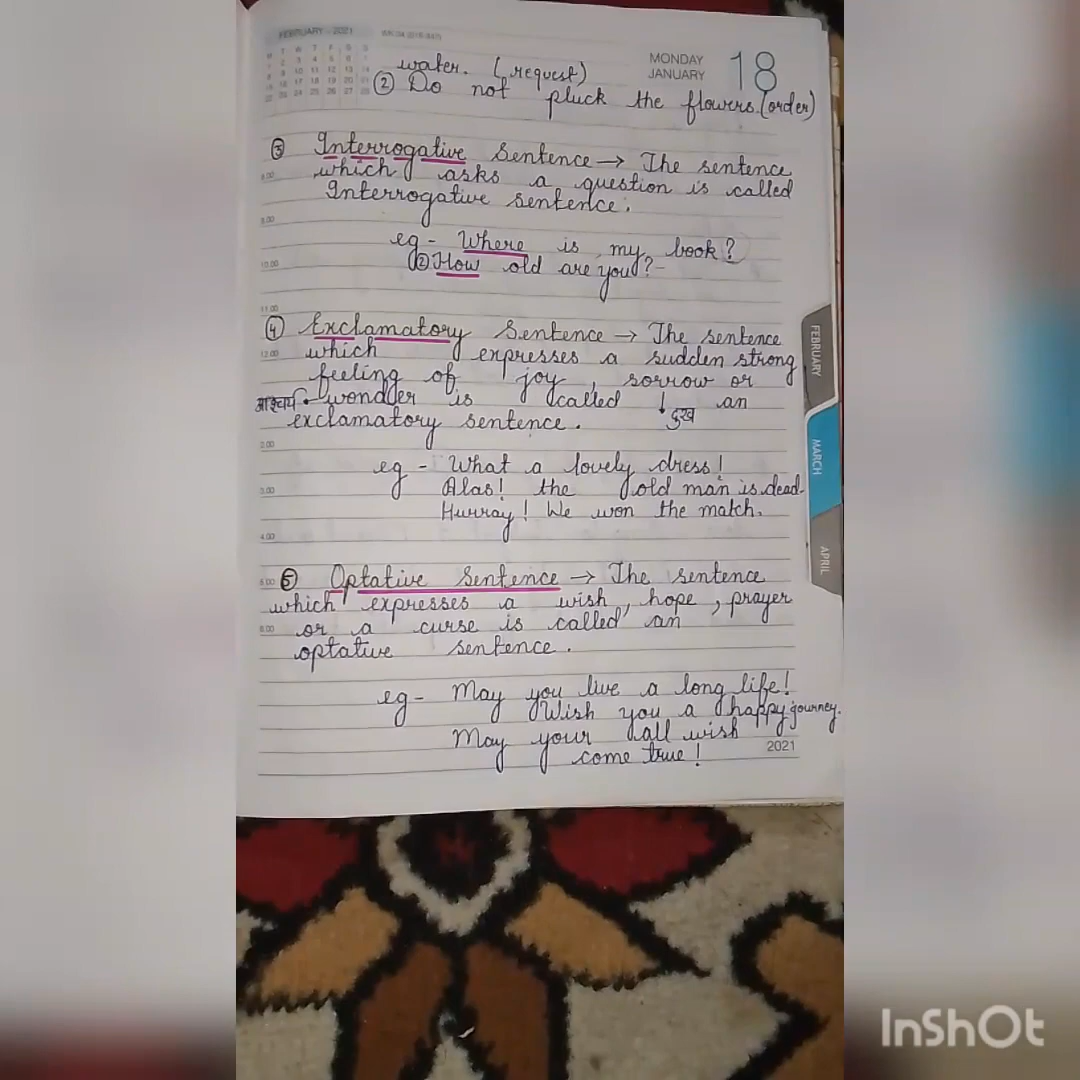 FEBRUARY - 2021
MONDAY
JANUARY 18
water. (request)
② Do not pluck the flowers. (order)
③ Interrogative Sentence → The sentence
which asks a question is called
Interrogative sentence.
eg - Where is my book?
② How old are you?
④ Exclamatory Sentence → The sentence
which expresses a sudden strong
feeling of joy, sorrow or
आश्चर्य wonder is called ↓ an
exclamatory sentence. दुख
eg - What a lovely dress!
Alas! the old man is dead.
Hurray! We won the match.
⑤ Optative Sentence → The sentence
which expresses a wish, hope, prayer
or a curse is called an
optative sentence.
eg - May you live a long life!
Wish you a happy journey.
May your all wish
come true!
2021
FEBRUARY
MARCH
APRIL
InShOt